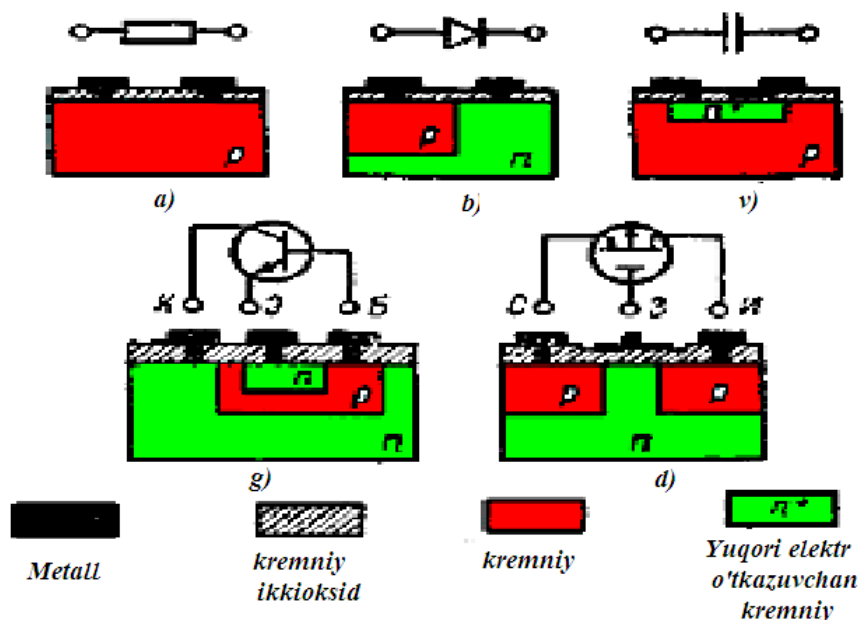 p
p
n
p
a)
b)
v)
К Э Б
С З И
n
p
n
p
p
n
g)
d)
n+
Metall
kremniy
ikkioksid
kremniy
Yuqori elektr
o'tkazuvchan
kremniy